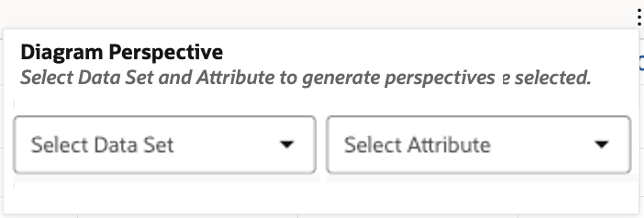 Diagram Perspective
Select Data Set and Attribute to generate perspectives e selected.
Select Data Set
Select Attribute